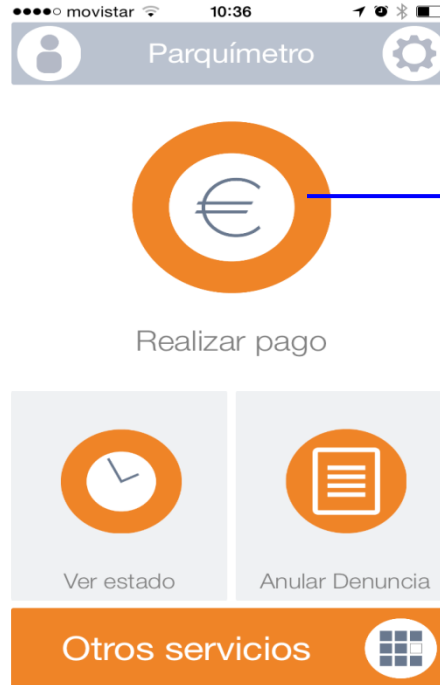 movistar 10:36
Parquímetro
€
Realizar pago
Ver estado Anular Denuncia
Otros servicios